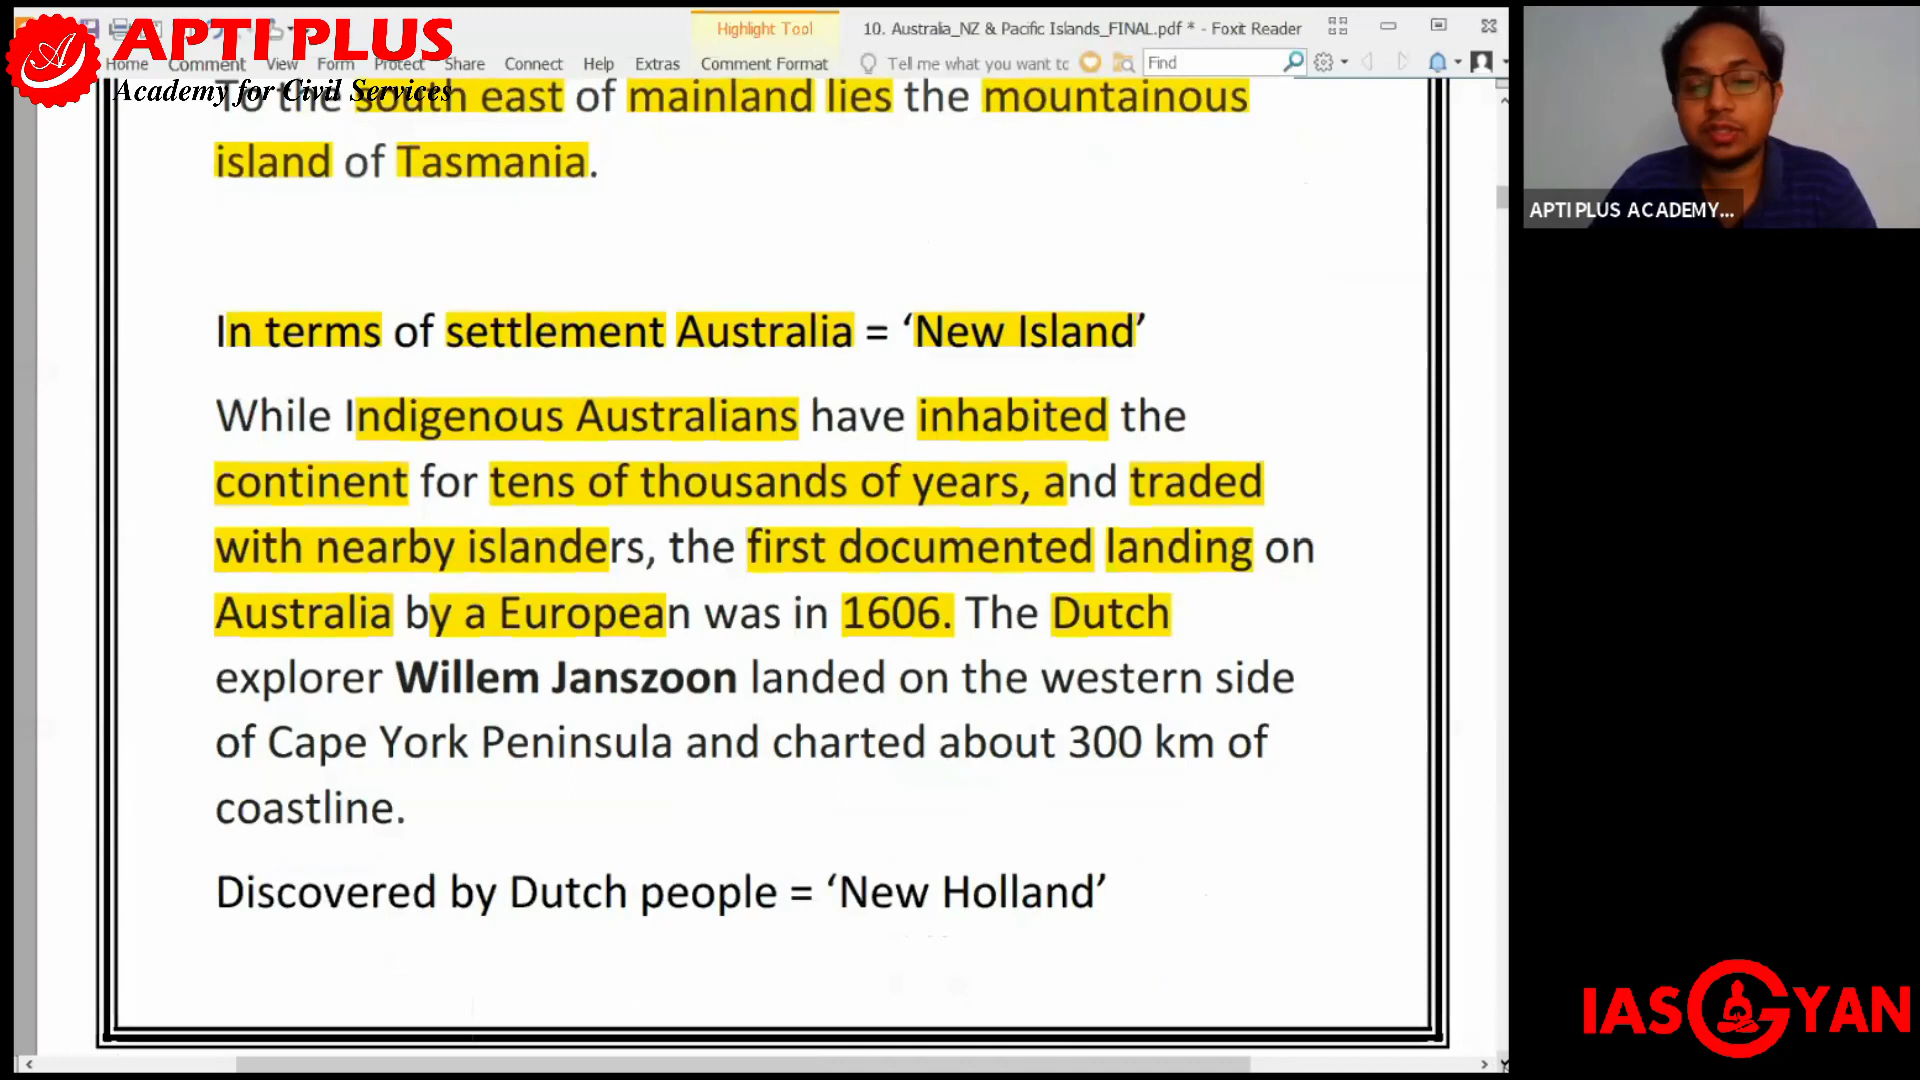 Highlight Tool
10. Australia_NZ & Pacific Islands_FINAL.pdf * - Foxit Reader
APTI PLUS
Academy for Civil Services
Home Comment View Form Protect Share Connect Help Extras Comment Format Tell me what you want to Find
To the south east of mainland lies the mountainous
island of Tasmania.
In terms of settlement Australia = ‘New Island’
While Indigenous Australians have inhabited the
continent for tens of thousands of years, and traded
with nearby islanders, the first documented landing on
Australia by a European was in 1606. The Dutch
explorer Willem Janszoon landed on the western side
of Cape York Peninsula and charted about 300 km of
coastline.
Discovered by Dutch people = ‘New Holland’
APTI PLUS ACADEMY...
IAS GYAN